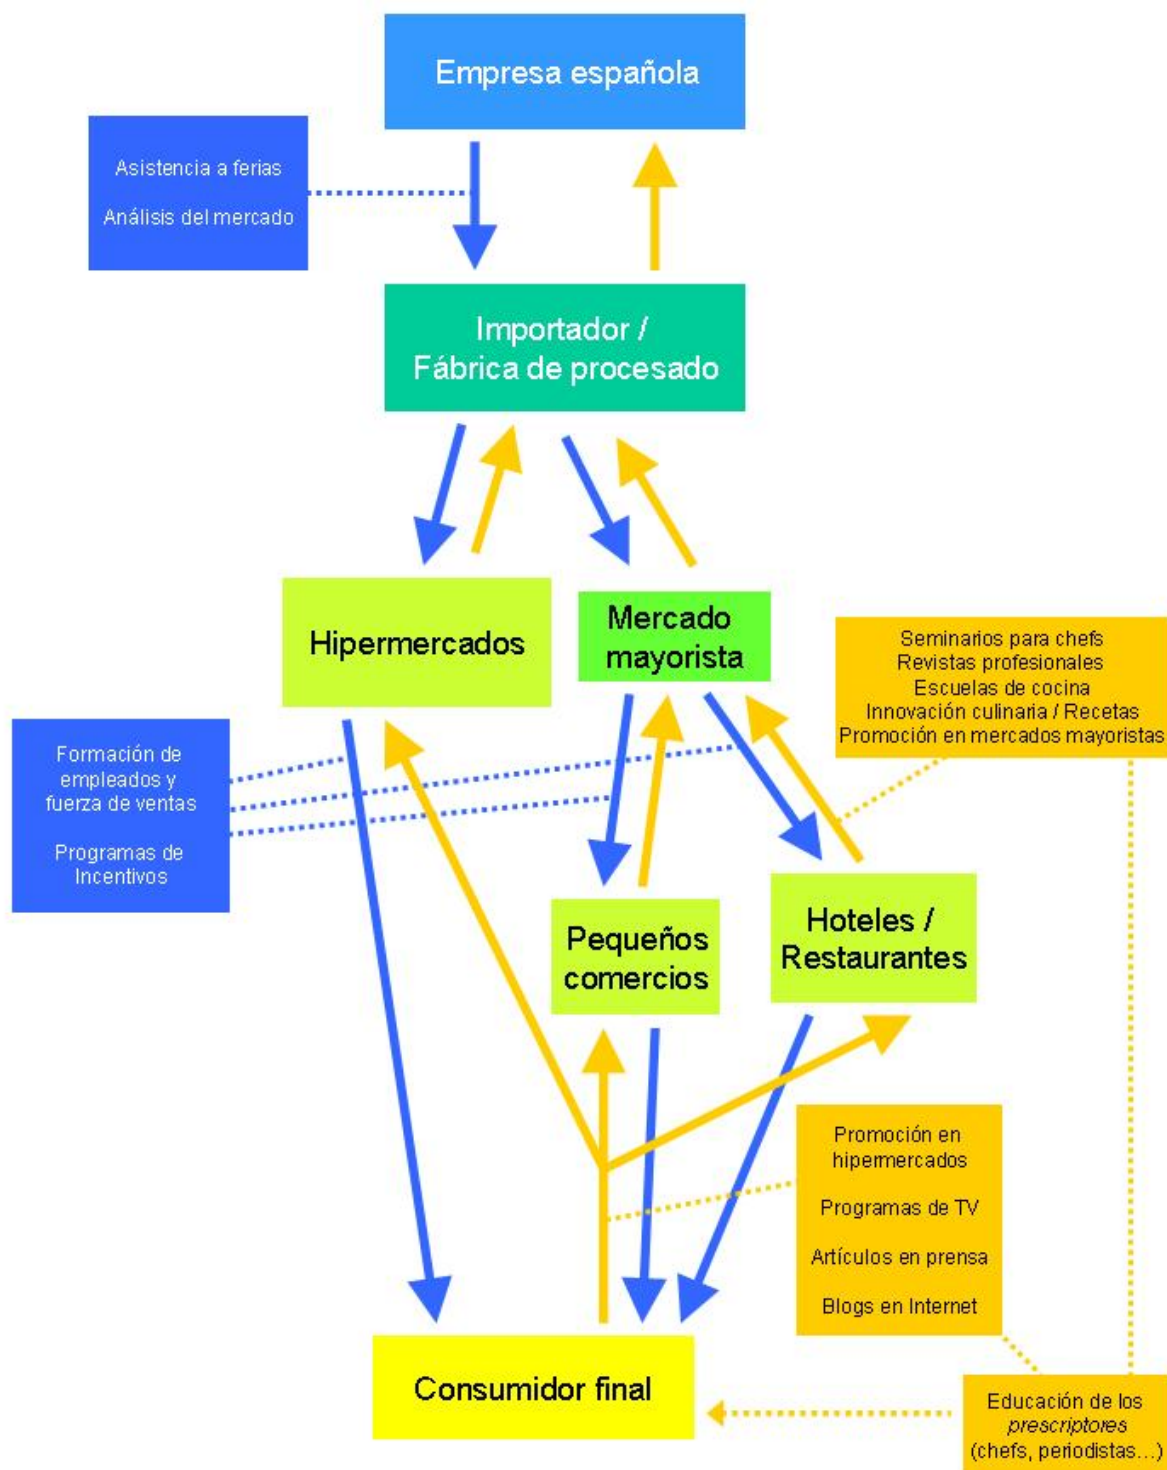 Empresa española
Asistencia a ferias
Análisis del mercado
Importador /
Fábrica de procesado
Hipermercados
Mercado
mayorista
Seminarios para chefs
Revistas profesionales
Escuelas de cocina
Innovación culinaria / Recetas
Promoción en mercados mayoristas
Formación de
empleados y
fuerza de ventas
Programas de
Incentivos
Pequeños
comercios
Hoteles /
Restaurantes
Promoción en
hipermercados
Programas de TV
Artículos en prensa
Blogs en Internet
Consumidor final
Educación de los
prescriptores
(chefs, periodistas...)